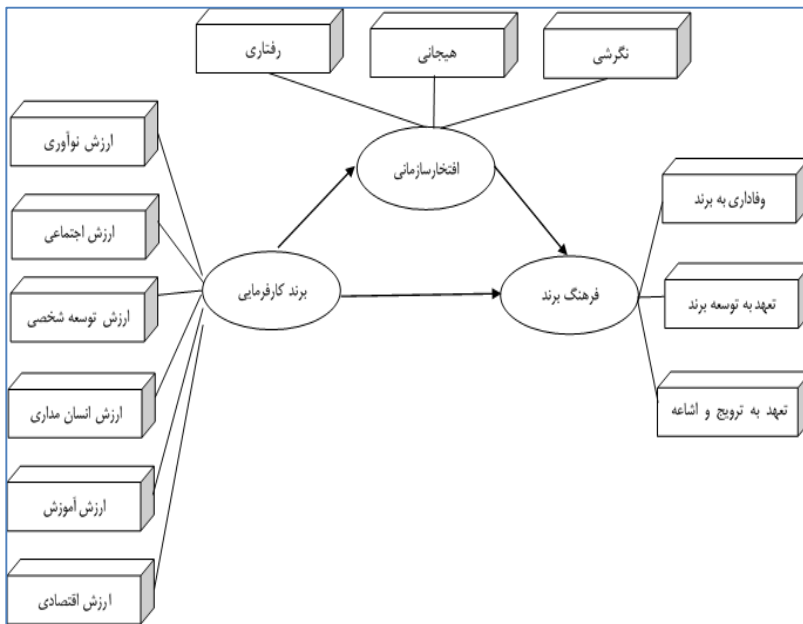 نگرشی
هیجانی
رفتاری
افتخارسازمانی
ارزش نوآوری
ارزش اجتماعی
ارزش توسعه شخصی
ارزش انسان مداری
ارزش آموزش
ارزش اقتصادی
برند کارفرمایی
فرهنگ برند
وفاداری به برند
تعهد به توسعه برند
تعهد به ترویج و اشاعه